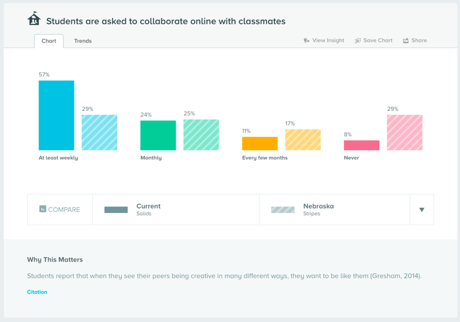 Students are asked to collaborate online with classmates
Chart Trends View Insight Save Chart Share
57%
29%
24%
25%
11%
17%
8%
29%
At least weekly Monthly Every few months Never
COMPARE
Current
Solids
Nebraska
Stripes
Why This Matters
Students report that when they see their peers being creative in many different ways, they want to be like them (Gresham, 2014).
Citation